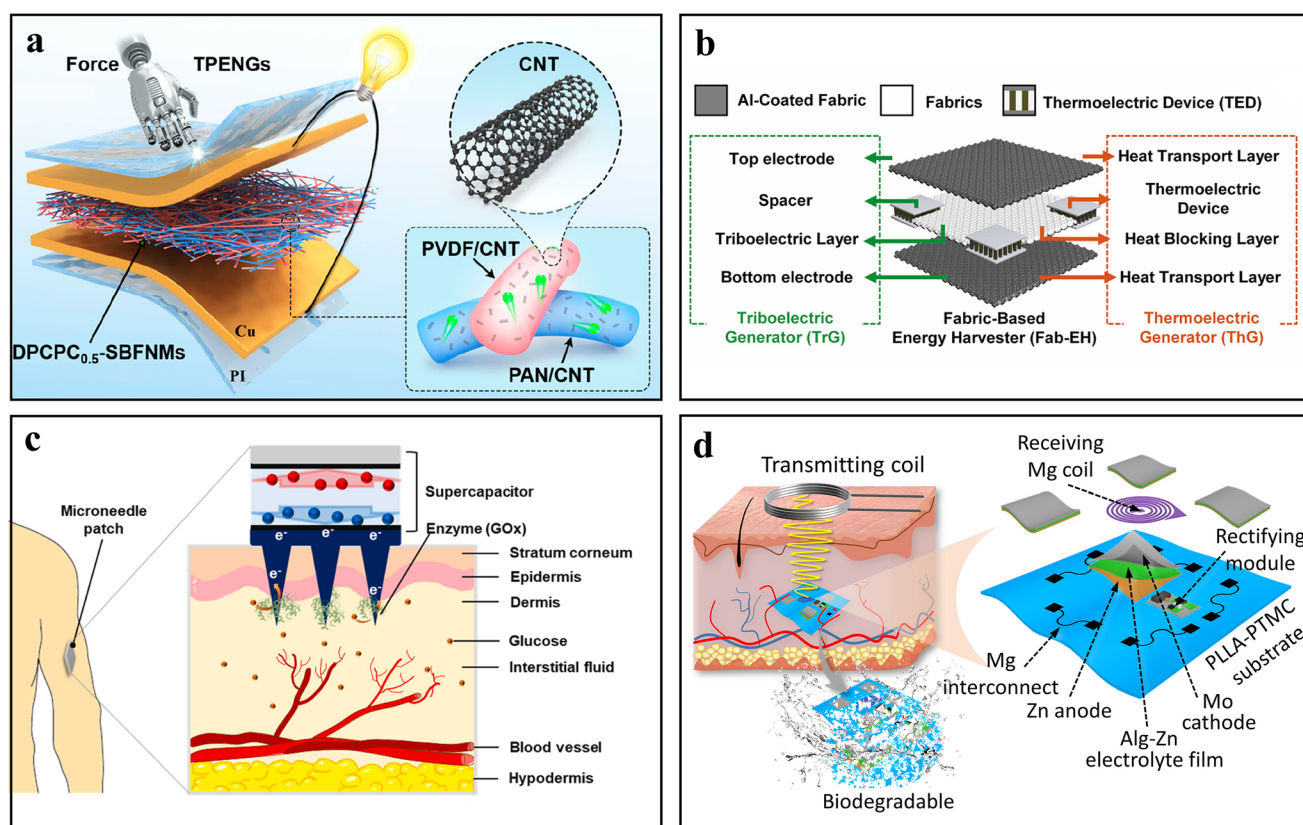 a
Force
TPENGs
CNT
PVDF/CNT
Cu
DPCPC₀.₅-SBFNMs
PI
PAN/CNT
b
Al-Coated Fabric
Fabrics
Thermoelectric Device (TED)
Top electrode
Spacer
Triboelectric Layer
Bottom electrode
Triboelectric
Generator (TrG)
Fabric-Based
Energy Harvester (Fab-EH)
Heat Transport Layer
Thermoelectric
Device
Heat Blocking Layer
Heat Transport Layer
Thermoelectric
Generator (ThG)
c
Microneedle
patch
e-
e-
e-
e-
Supercapacitor
Enzyme (GOx)
Stratum corneum
Epidermis
Dermis
Glucose
Interstitial fluid
Blood vessel
Hypodermis
d
Transmitting coil
Receiving
Mg coil
Rectifying
module
PLLA-PTMC
substrate
Mg
interconnect
Zn anode
Mo
cathode
Alg-Zn
electrolyte film
Biodegradable